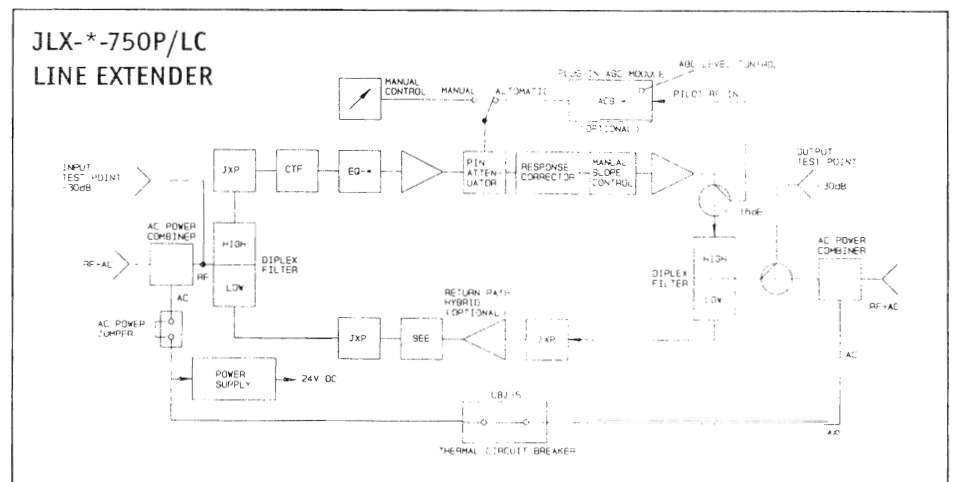 JLX-*-750P/LC
LINE EXTENDER
AGC LEVEL CONTROL
PLUG-IN AGC MODULE
MANUAL
CONTROL
MANUAL
AUTOMATIC
PILOT RF IN
(OPTIONAL)
INPUT
TEST POINT
-30dB
JXP
CTF
EQ-*
PIN
ATTEN-
UATOR
RESPONSE
CORRECTOR
MANUAL
SLOPE
CONTROL
OUTPUT
TEST POINT
-30dB
AC POWER
COMBINER
HIGH
DIPLEX
FILTER
LOW
RF+AC
RF
AC
HIGH
DIPLEX
FILTER
LOW
AC POWER
COMBINER
RF+AC
RETURN PATH
HYBRID
(OPTIONAL)
AC POWER
JUMPER
JXP
SEE
JXP
AC
POWER
SUPPLY
24V DC
THERMAL CIRCUIT BREAKER